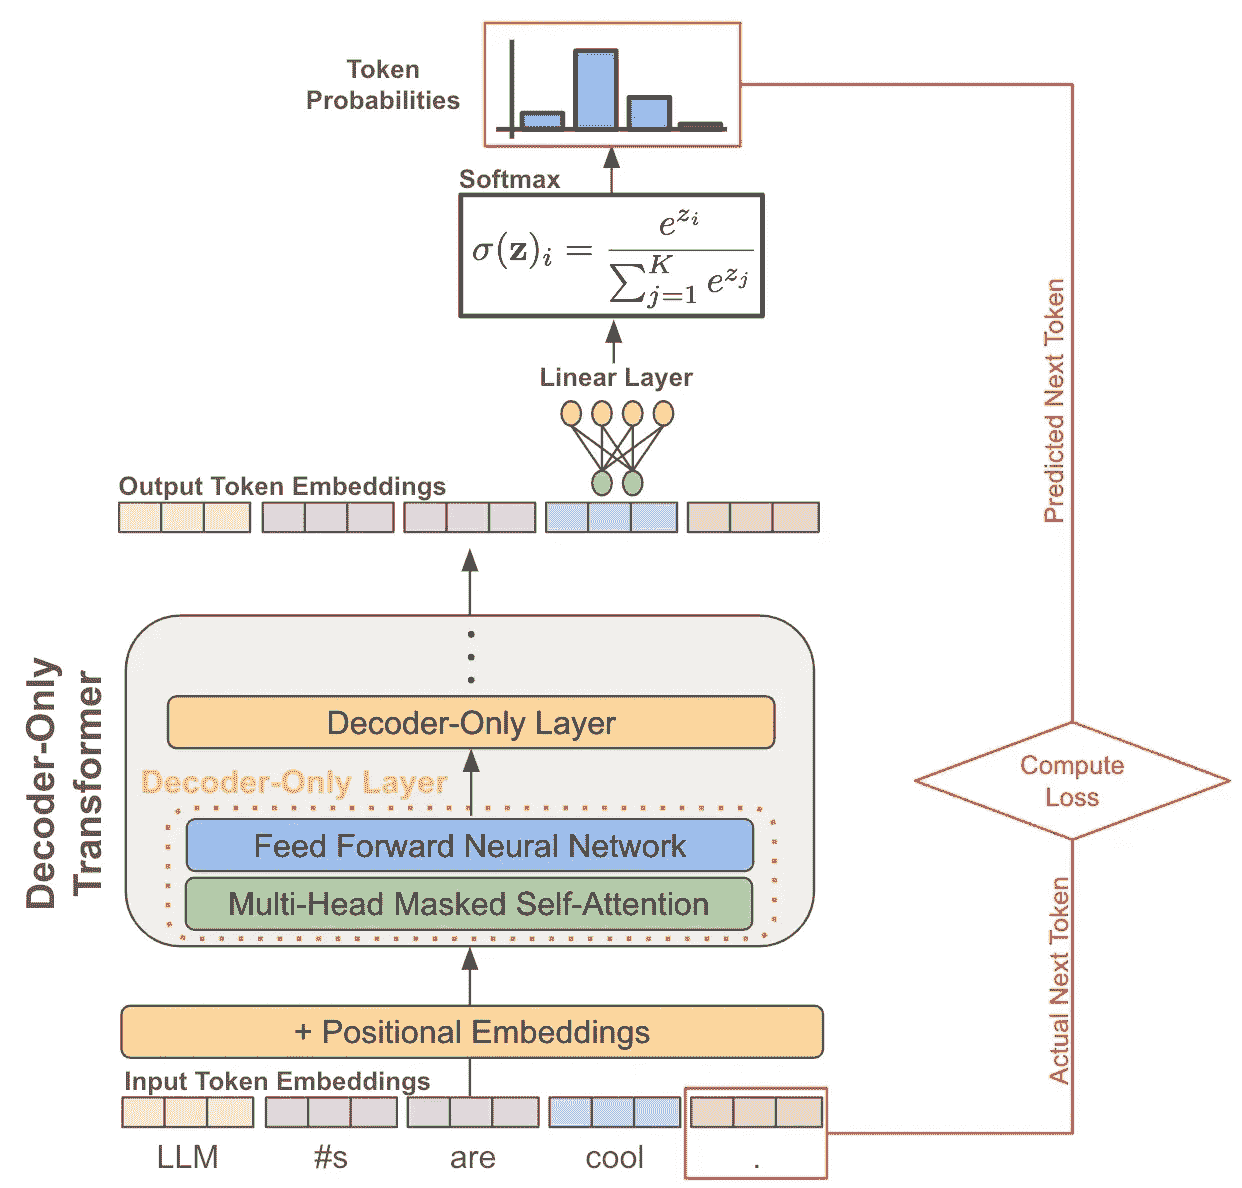 Token
Probabilities
Softmax
σ(𝐳)ᵢ = e^{z_i} / ∑_{j=1}^{K} e^{z_j}
Linear Layer
Output Token Embeddings
Decoder-Only
Transformer
Decoder-Only Layer
Decoder-Only Layer
Feed Forward Neural Network
Multi-Head Masked Self-Attention
+ Positional Embeddings
Input Token Embeddings
LLM #s are cool .
Predicted Next Token
Compute
Loss
Actual Next Token